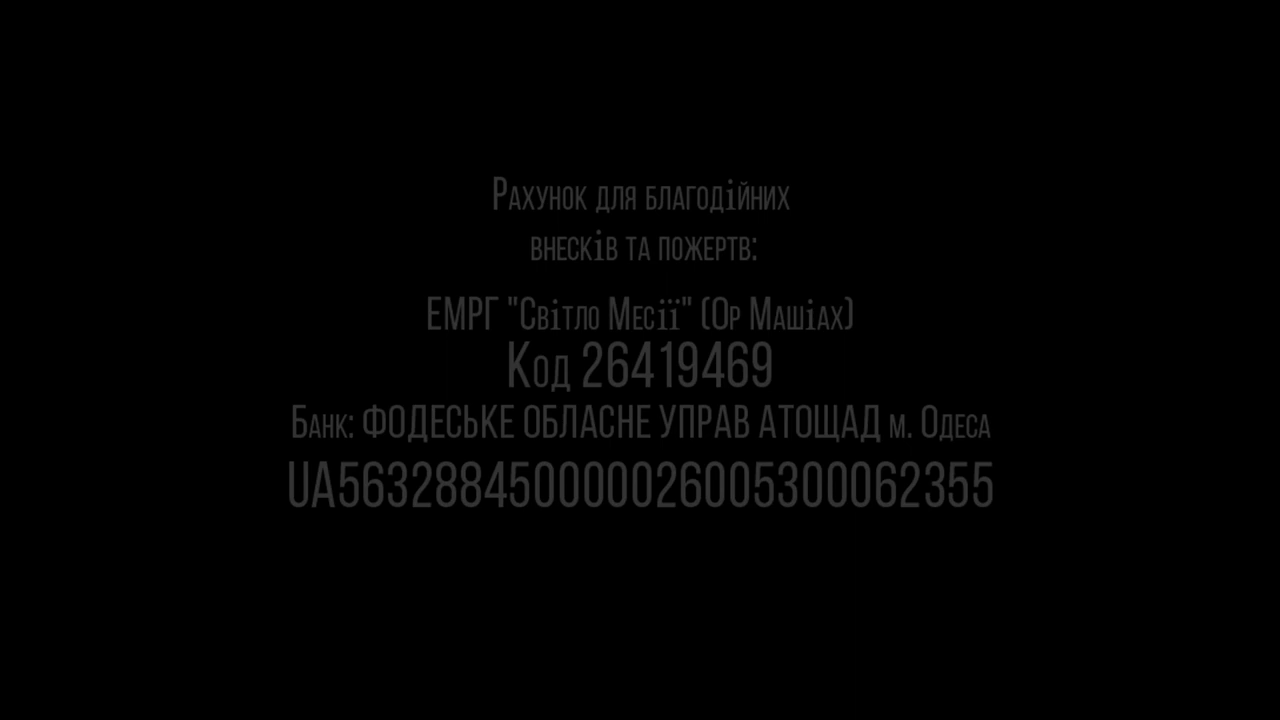 Рахунок для благодійних
внесків та пожертв:
ЕМРГ "Світло Месії" (Ор Машіах)
Код 26419469
Банк: ФОДЕСЬКЕ ОБЛАСНЕ УПРАВ АТОЩАД м. Одеса
UA563288450000026005300062355